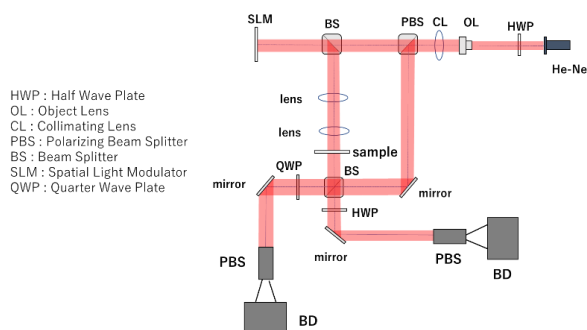 SLM
BS
PBS
CL
OL
HWP
He-Ne
lens
lens
sample
HWP : Half Wave Plate
OL : Object Lens
CL : Collimating Lens
PBS : Polarizing Beam Splitter
BS : Beam Splitter
SLM : Spatial Light Modulator
QWP : Quarter Wave Plate
QWP
BS
mirror
mirror
HWP
mirror
PBS
BD
PBS
BD